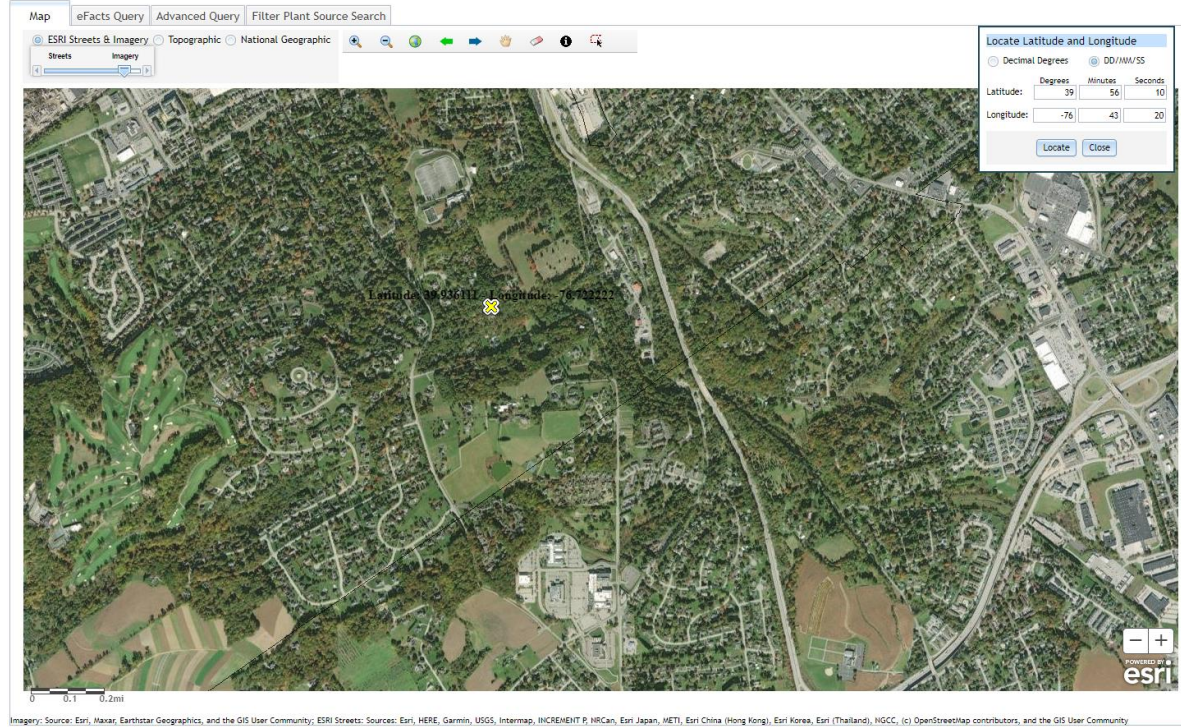 Map eFacts Query Advanced Query Filter Plant Source Search
ESRI Streets & Imagery Topographic National Geographic
Streets Imagery
Locate Latitude and Longitude
Decimal Degrees DD/MM/SS
Degrees Minutes Seconds
Latitude: 39 56 10
Longitude: -76 43 20
Locate Close
Latitude: 39.936111 Longitude: -76.722222
POWERED BY
esri
0 0.1 0.2mi
Imagery: Source: Esri, Maxar, Earthstar Geographics, and the GIS User Community; ESRI Streets: Sources: Esri, HERE, Garmin, USGS, Intermap, INCREMENT P, NRCan, Esri Japan, METI, Esri China (Hong Kong), Esri Korea, Esri (Thailand), NGCC, (c) OpenStreetMap contributors, and the GIS User Community